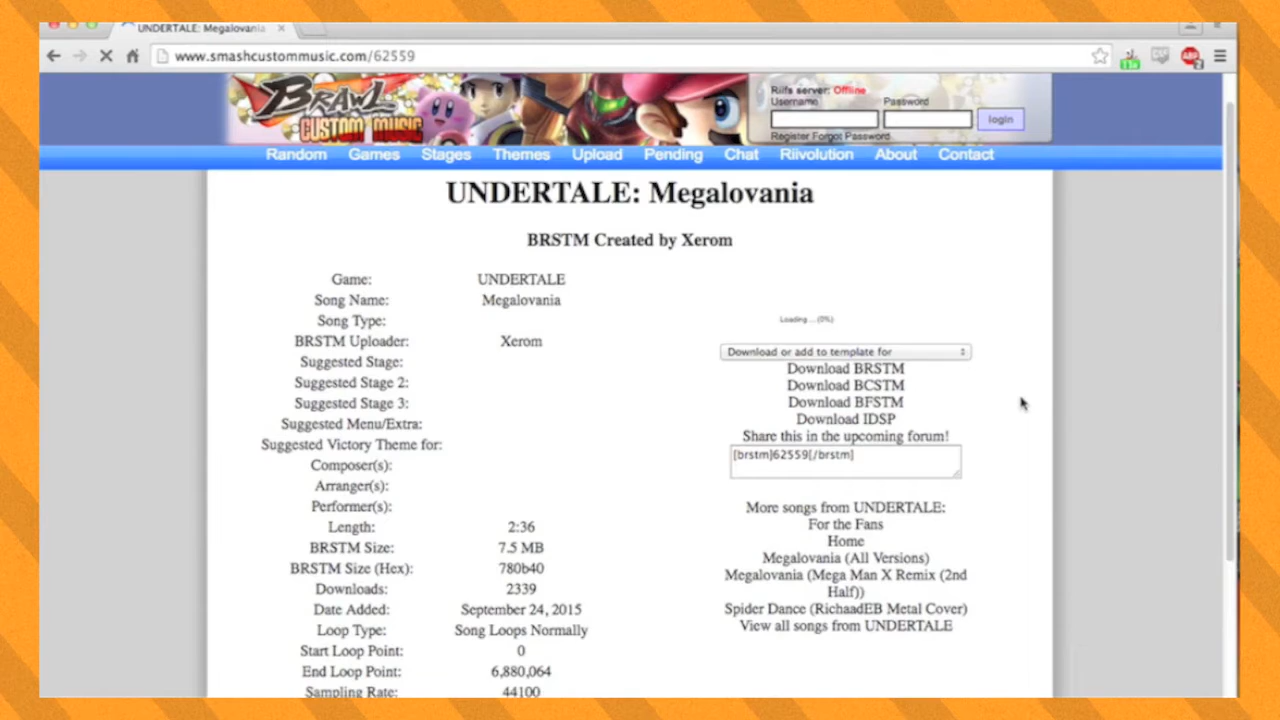 UNDERTALE: Megalovania
www.smashcustommusic.com/62559
BRAWL
CUSTOM MUSIC
Riifs server: Offline
Username Password
login
Register Forgot Password
Random Games Stages Themes Upload Pending Chat Riivolution About Contact
UNDERTALE: Megalovania
BRSTM Created by Xerom
Game: UNDERTALE
Song Name: Megalovania
Song Type:
BRSTM Uploader: Xerom
Suggested Stage:
Suggested Stage 2:
Suggested Stage 3:
Suggested Menu/Extra:
Suggested Victory Theme for:
Composer(s):
Arranger(s):
Performer(s):
Length: 2:36
BRSTM Size: 7.5 MB
BRSTM Size (Hex): 780b40
Downloads: 2339
Date Added: September 24, 2015
Loop Type: Song Loops Normally
Start Loop Point: 0
End Loop Point: 6,880,064
Sampling Rate: 44100
Loading ... (0%)
Download or add to template for
Download BRSTM
Download BCSTM
Download BFSTM
Download IDSP
Share this in the upcoming forum!
[brstm]62559[/brstm]
More songs from UNDERTALE:
For the Fans
Home
Megalovania (All Versions)
Megalovania (Mega Man X Remix (2nd
Half))
Spider Dance (RichaadEB Metal Cover)
View all songs from UNDERTALE